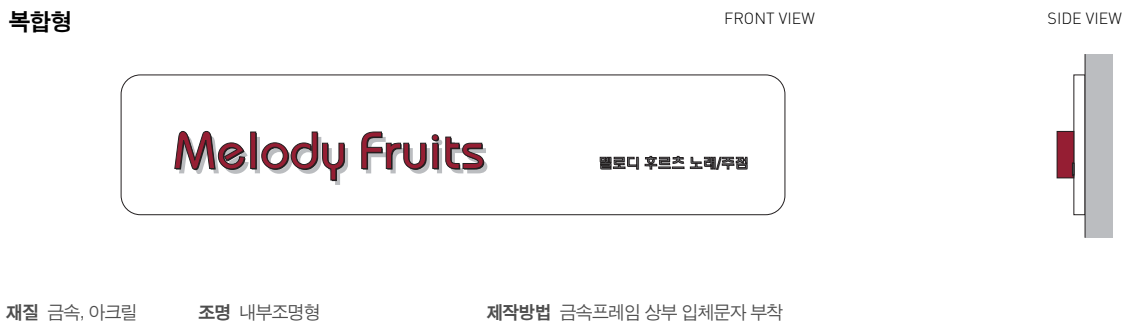 복합형
FRONT VIEW
SIDE VIEW
Melody Fruits
멜로디 후르츠 노래/주점
재질 금속, 아크릴
조명 내부조명형
제작방법 금속프레임 상부 입체문자 부착